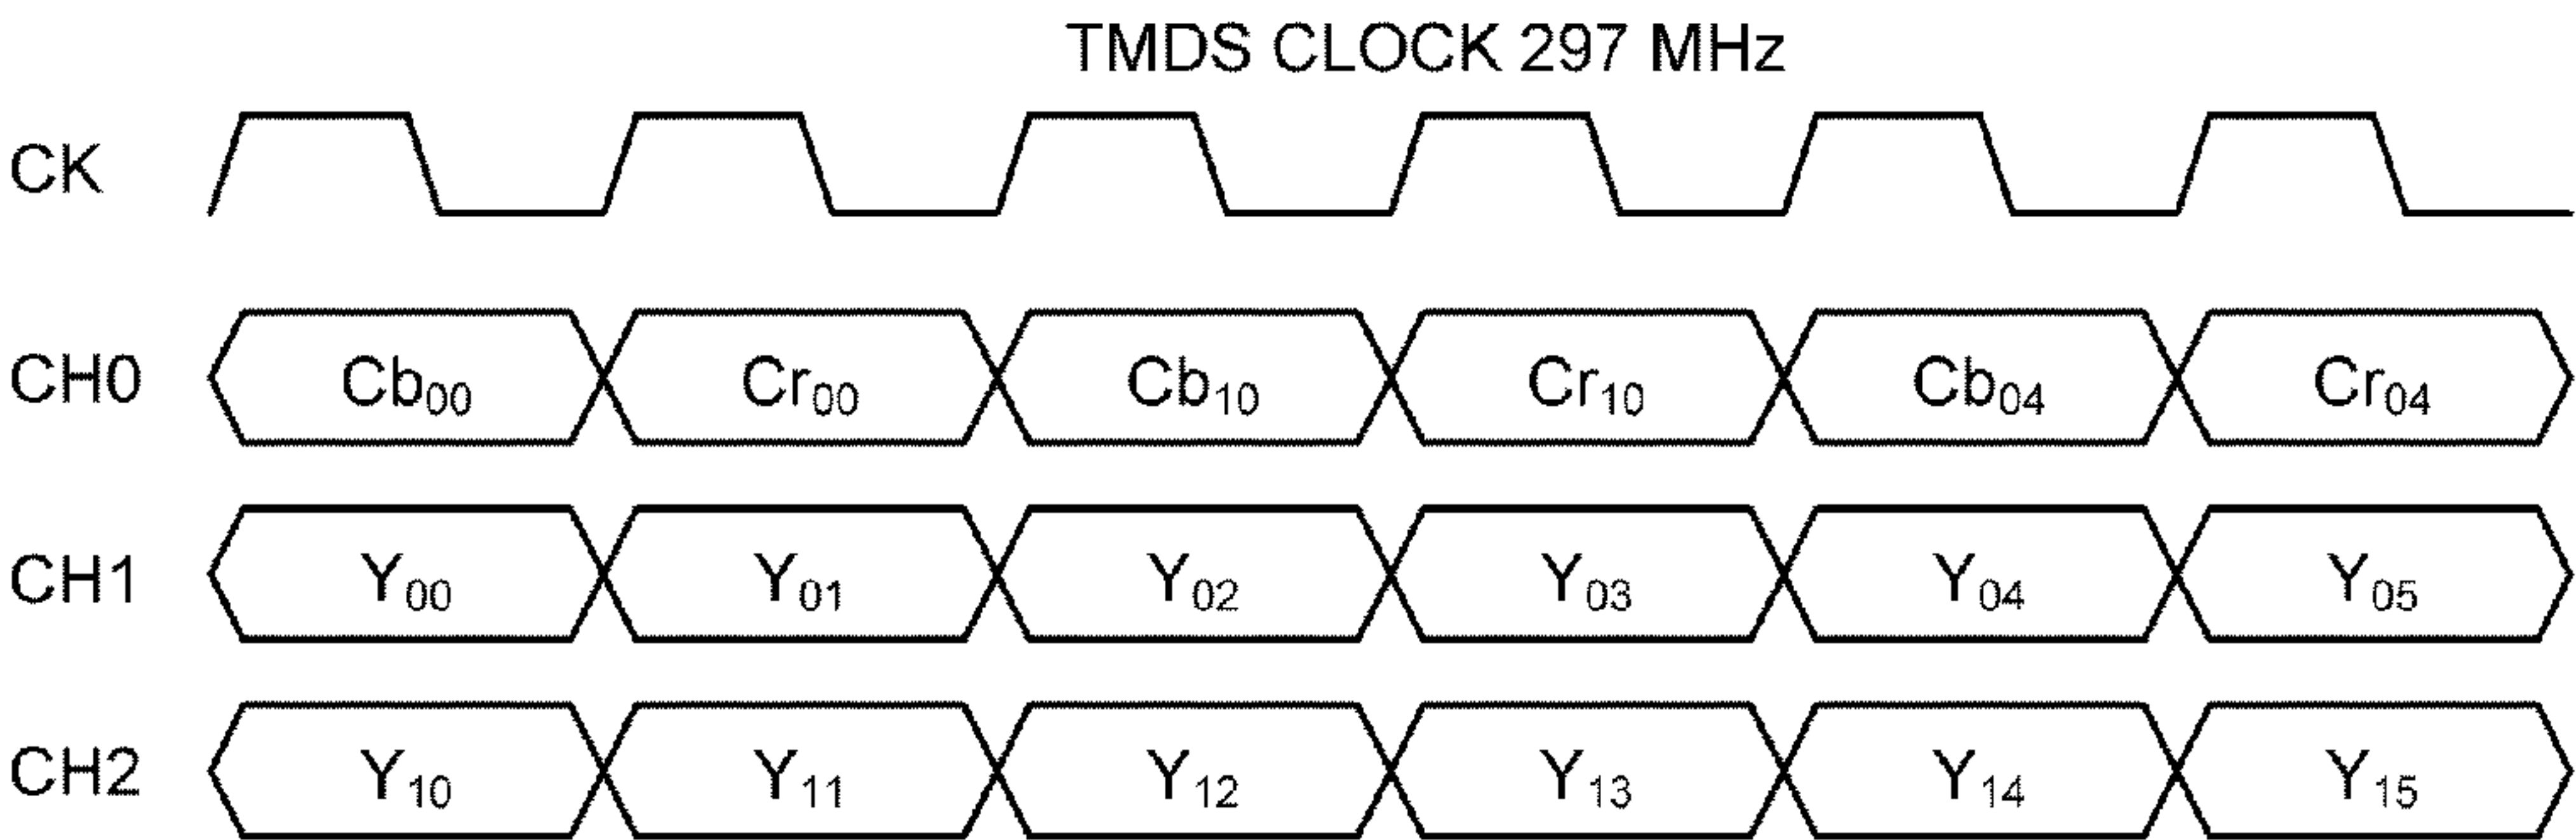 TMDS CLOCK 297 MHz
CK
CH0 Cb00 Cr00 Cb10 Cr10 Cb04 Cr04
CH1 Y00 Y01 Y02 Y03 Y04 Y05
CH2 Y10 Y11 Y12 Y13 Y14 Y15